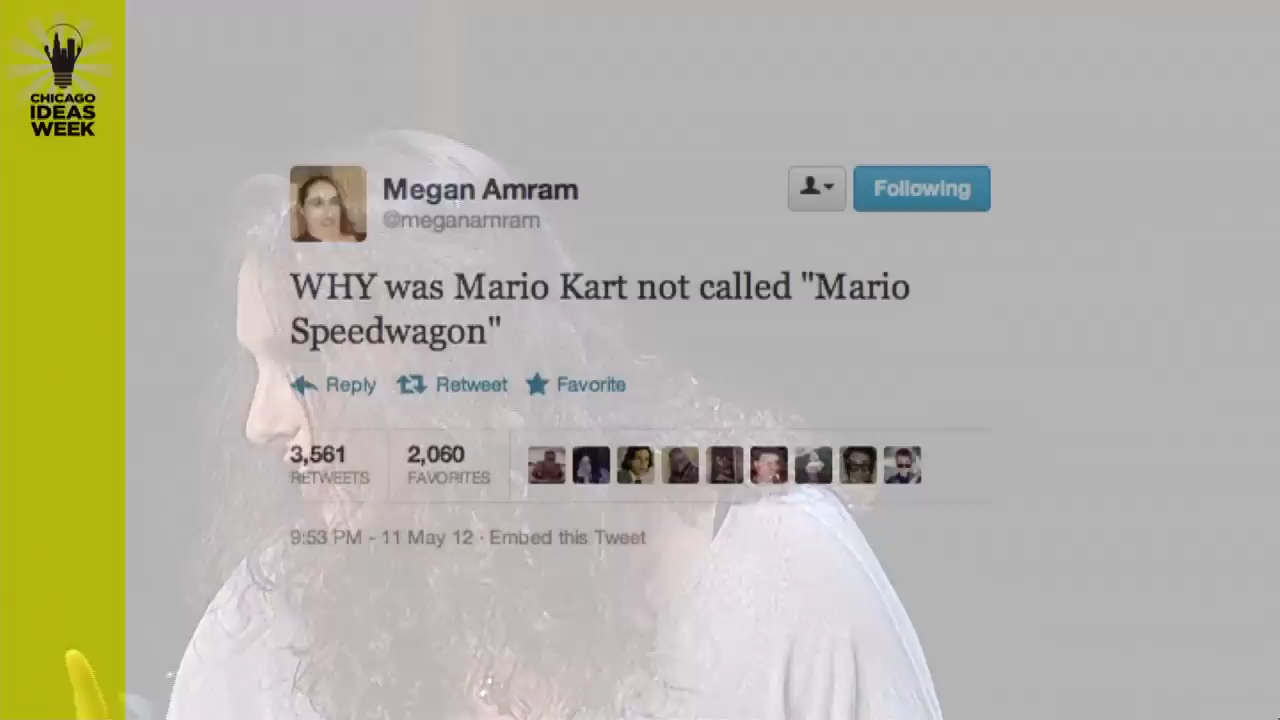 CHICAGO
IDEAS
WEEK
Megan Amram
@meganamram
Following
WHY was Mario Kart not called "Mario
Speedwagon"
Reply Retweet Favorite
3,561 2,060
RETWEETS FAVORITES
9:53 PM - 11 May 12 · Embed this Tweet